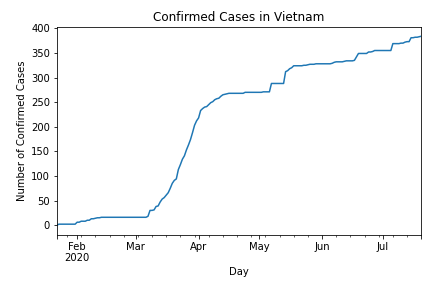 Confirmed Cases in Vietnam
400
350
300
250
200
150
100
50
0
Number of Confirmed Cases
Feb
2020
Mar
Apr
May
Jun
Jul
Day